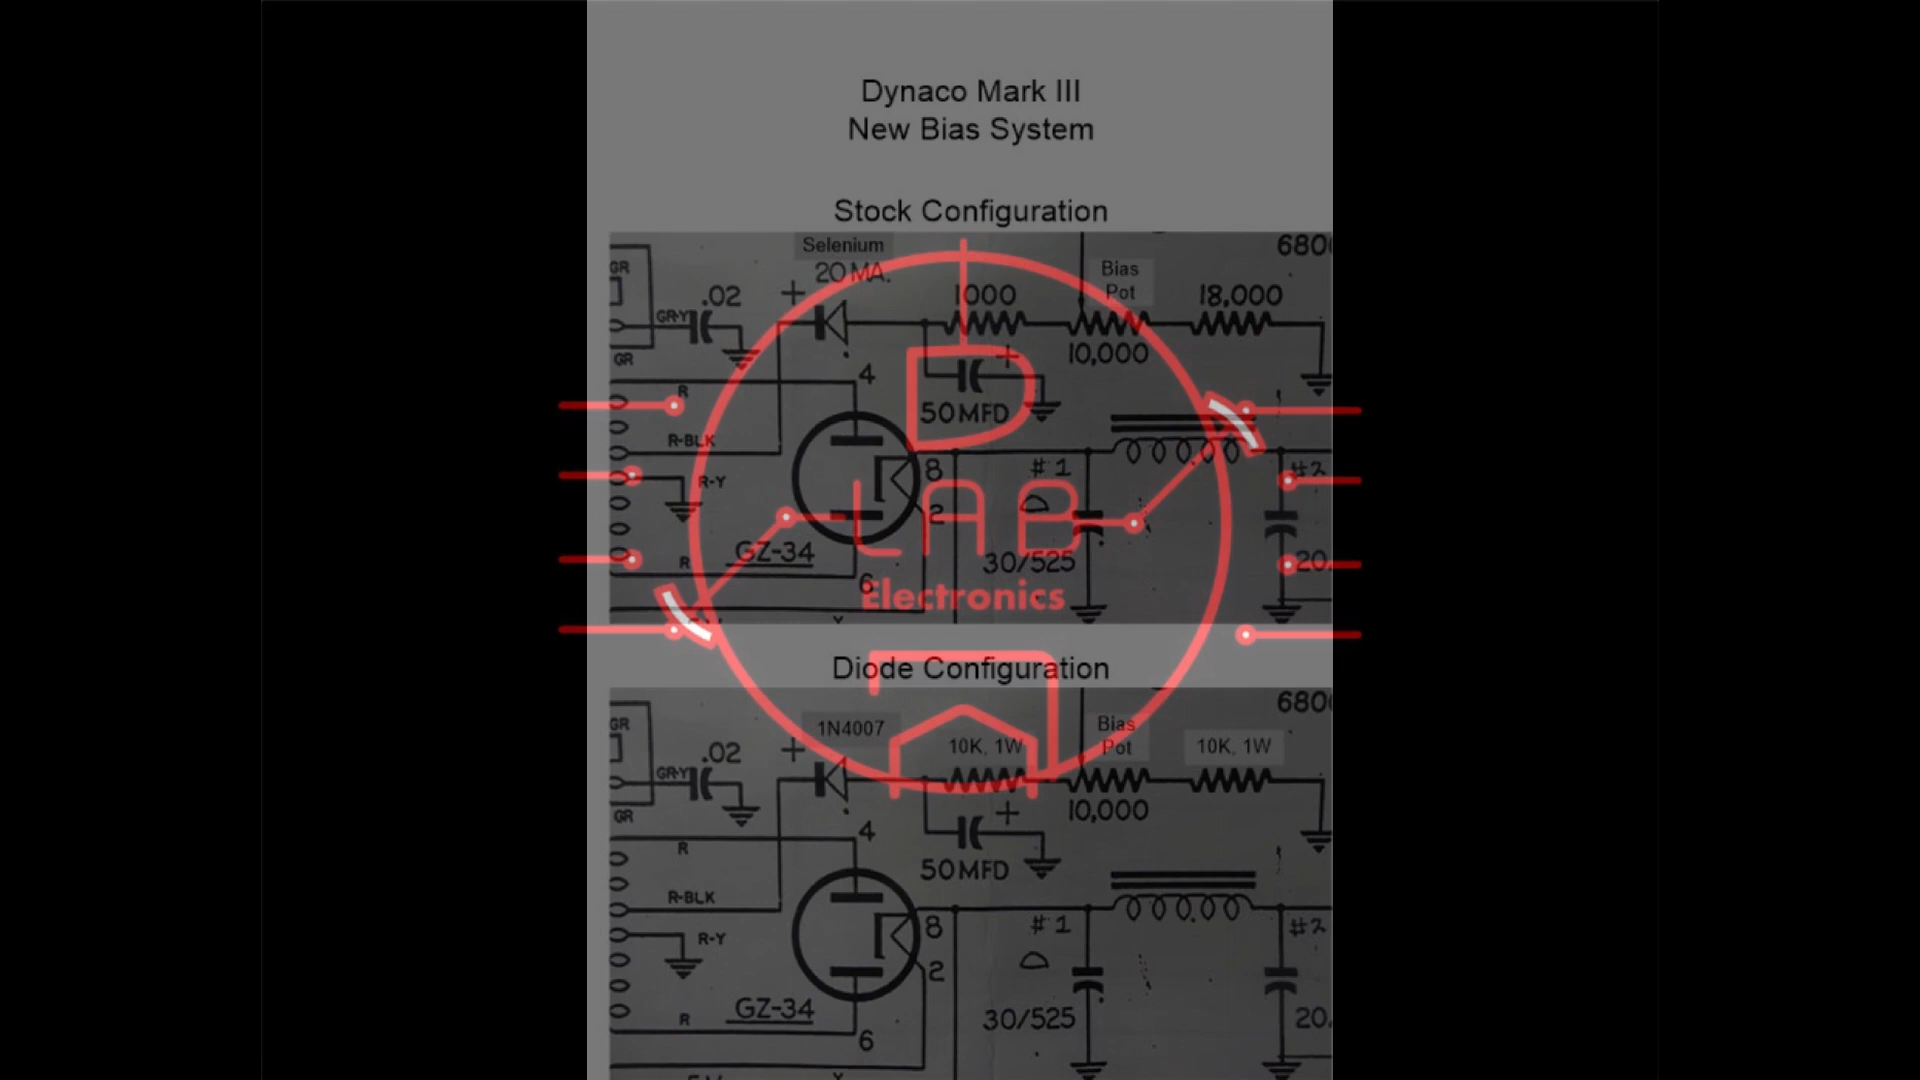 Dynaco Mark III
New Bias System
Stock Configuration
Selenium
20 MA.
Bias
Pot
680
GR
.02
1000
18,000
GR-Y
10,000
GR
4
R
50 MFD
R-BLK
8
#1
R-Y
2
GZ-34
30/525
20
R
6
D
LAB
Electronics
Diode Configuration
1N4007
Bias
Pot
680
GR
.02
10K, 1W
10K, 1W
GR-Y
10,000
GR
4
R
50 MFD
R-BLK
8
#1
#2
R-Y
2
GZ-34
30/525
20
R
6